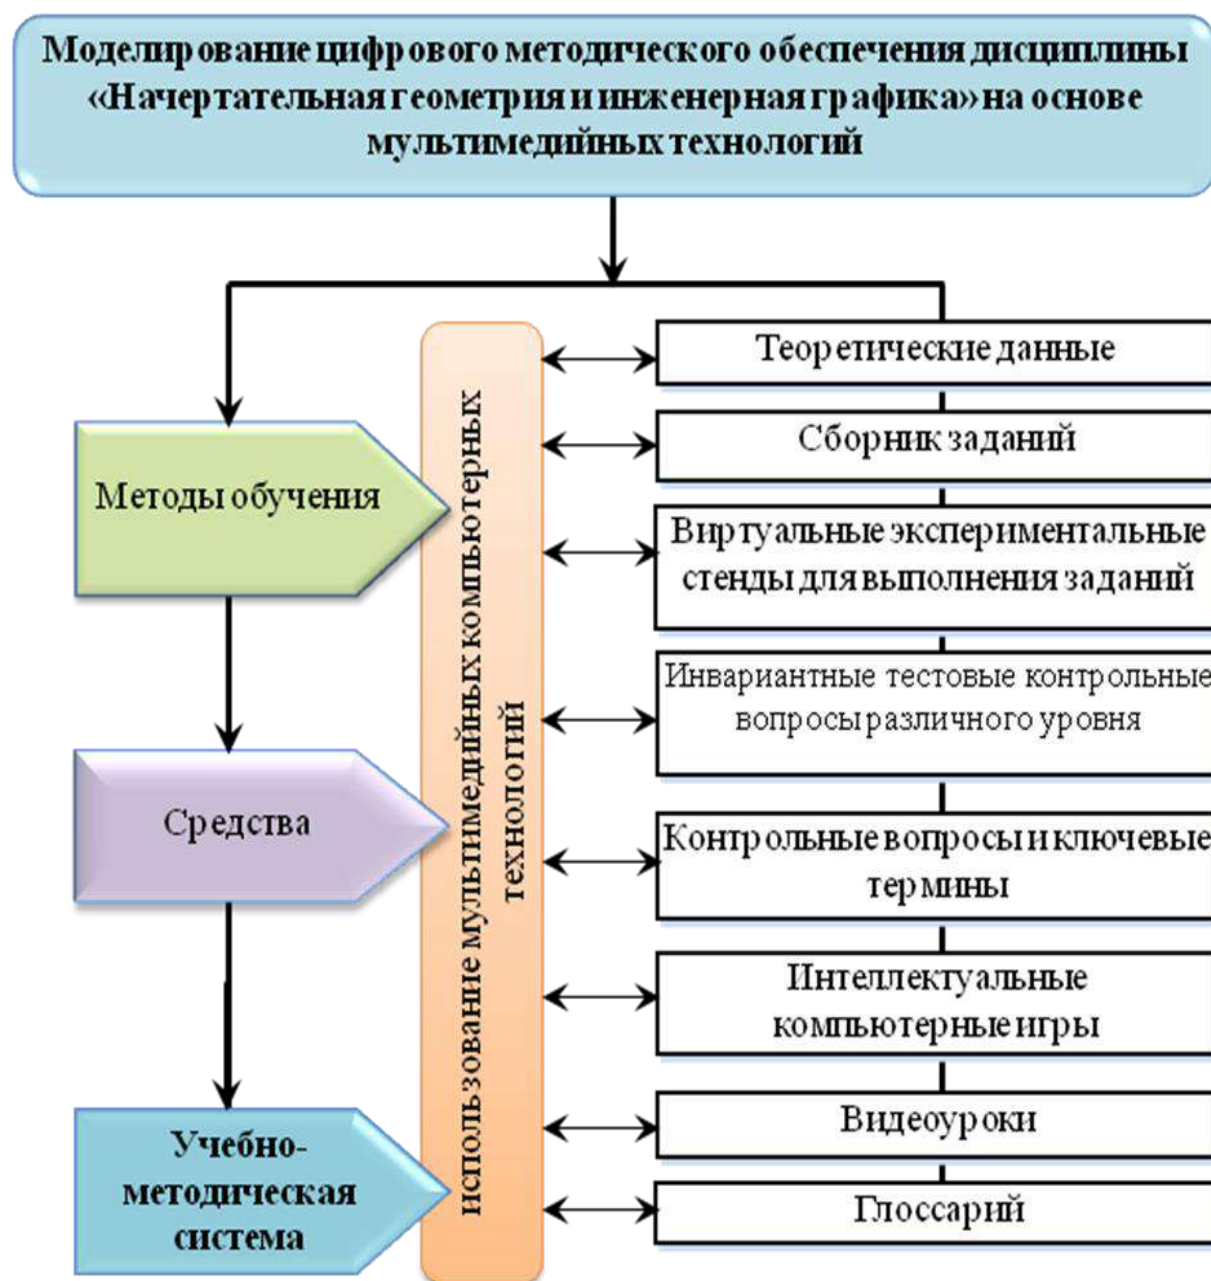 Моделирование цифрового методического обеспечения дисциплины
«Начертательная геометрия и инженерная графика» на основе
мультимедийных технологий
Методы обучения
Средства
Учебно-
методическая
система
использование мультимедийных компьютерных
технологий
Теоретические данные
Сборник заданий
Виртуальные экспериментальные
стенды для выполнения заданий
Инвариантные тестовые контрольные
вопросы различного уровня
Контрольные вопросы и ключевые
термины
Интеллектуальные
компьютерные игры
Видеоуроки
Глоссарий